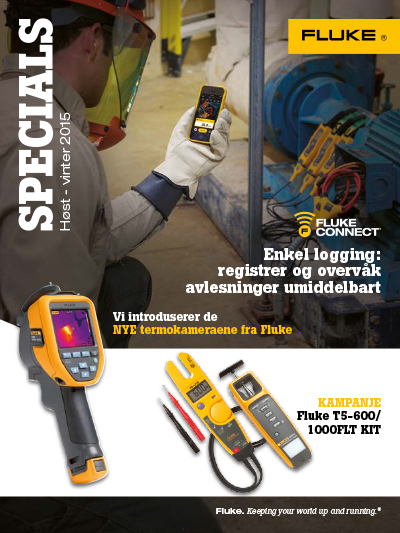 FLUKE ®
SPECIALS
Høst - vinter 2015
FLUKE
CONNECT™
Enkel logging:
registrer og overvåk
avlesninger umiddelbart
Vi introduserer de
NYE termokameraene fra Fluke
KAMPANJE
Fluke T5-600/
1000FLT KIT
Fluke. Keeping your world up and running.®